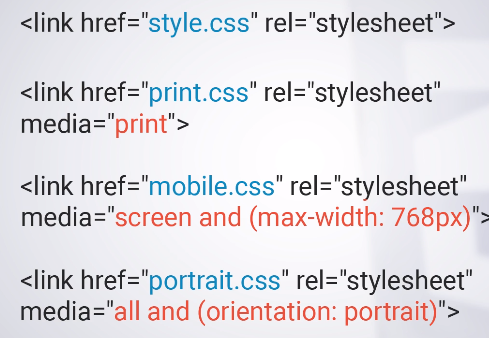 <link href="style.css" rel="stylesheet">
<link href="print.css" rel="stylesheet"
media="print">
<link href="mobile.css" rel="stylesheet"
media="screen and (max-width: 768px)">
<link href="portrait.css" rel="stylesheet"
media="all and (orientation: portrait)">